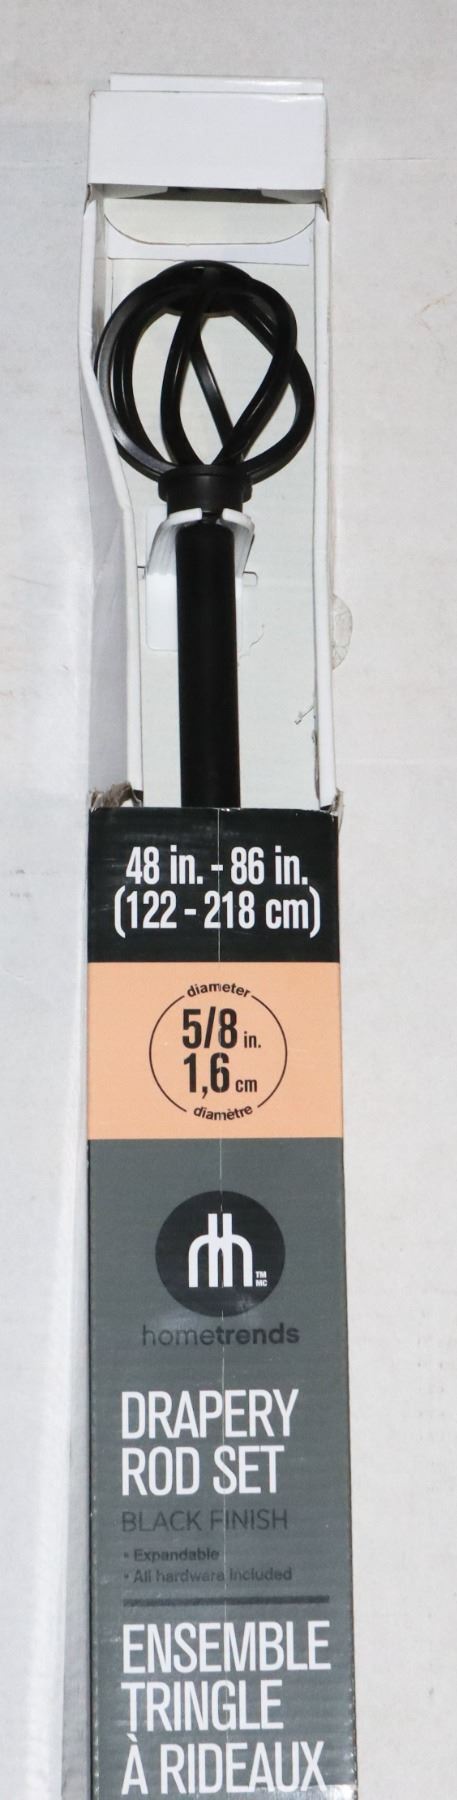 48 in. - 86 in.
(122 - 218 cm)
diameter
5/8 in.
1,6 cm
diamètre
TM
MC
hometrends
DRAPERY
ROD SET
BLACK FINISH
• Expandable
• All hardware included
ENSEMBLE
TRINGLE
À RIDEAUX